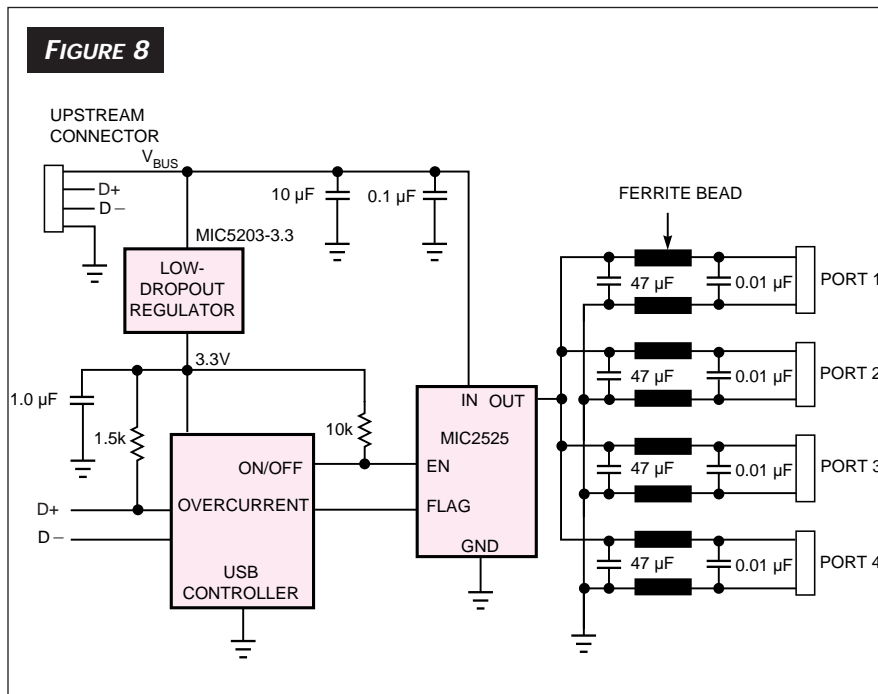 FIGURE 8
UPSTREAM
CONNECTOR
VBUS
D+
D−
10 µF
0.1 µF
FERRITE BEAD
MIC5203-3.3
LOW-
DROPOUT
REGULATOR
47 µF
0.01 µF
PORT 1
3.3V
1.0 µF
1.5k
10k
IN OUT
MIC2525
47 µF
0.01 µF
PORT 2
ON/OFF
EN
47 µF
0.01 µF
PORT 3
D+
OVERCURRENT
FLAG
D−
GND
USB
CONTROLLER
47 µF
0.01 µF
PORT 4